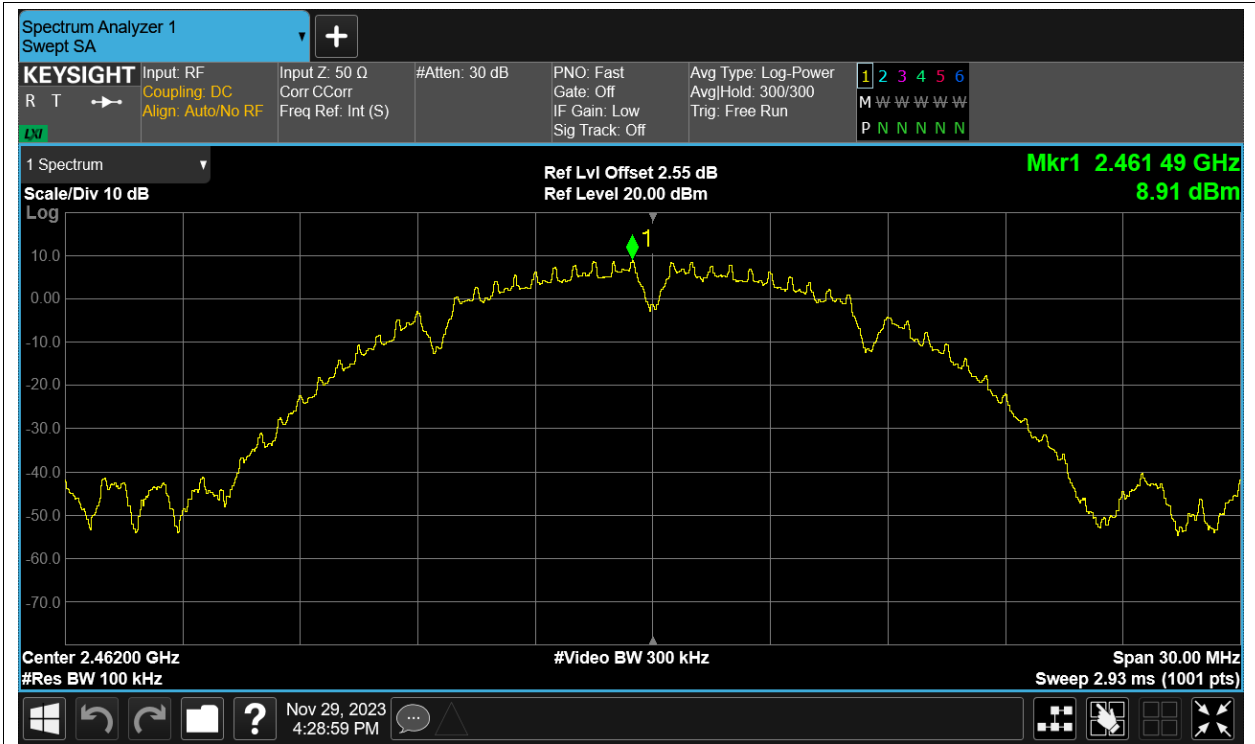 Spectrum Analyzer 1
Swept SA
+
KEYSIGHT
R T
LXI
Input: RF
Coupling: DC
Align: Auto/No RF
Input Z: 50 Ω
Corr CCorr
Freq Ref: Int (S)
#Atten: 30 dB
PNO: Fast
Gate: Off
IF Gain: Low
Sig Track: Off
Avg Type: Log-Power
Avg|Hold: 300/300
Trig: Free Run
1 2 3 4 5 6
M W W W W W
P N N N N N
1 Spectrum
Scale/Div 10 dB
Log
Ref Lvl Offset 2.55 dB
Ref Level 20.00 dBm
Mkr1 2.461 49 GHz
8.91 dBm
1
10.0
0.00
-10.0
-20.0
-30.0
-40.0
-50.0
-60.0
-70.0
Center 2.46200 GHz
#Res BW 100 kHz
#Video BW 300 kHz
Span 30.00 MHz
Sweep 2.93 ms (1001 pts)
?
Nov 29, 2023
4:28:59 PM